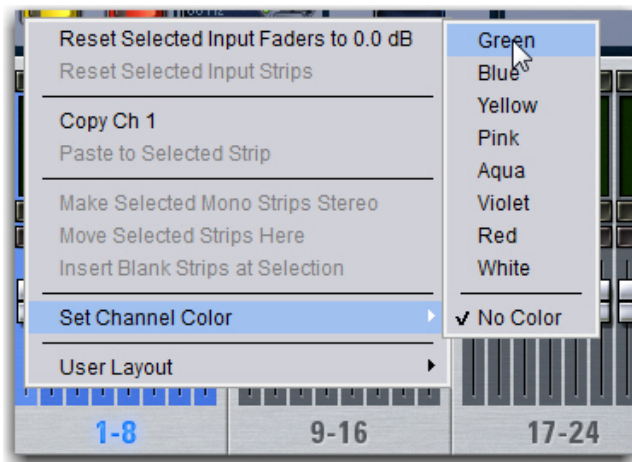 Reset Selected Input Faders to 0.0 dB
Reset Selected Input Strips
Copy Ch 1
Paste to Selected Strip
Make Selected Mono Strips Stereo
Move Selected Strips Here
Insert Blank Strips at Selection
Set Channel Color
User Layout
Green
Blue
Yellow
Pink
Aqua
Violet
Red
White
✓ No Color
1-8
9-16
17-24